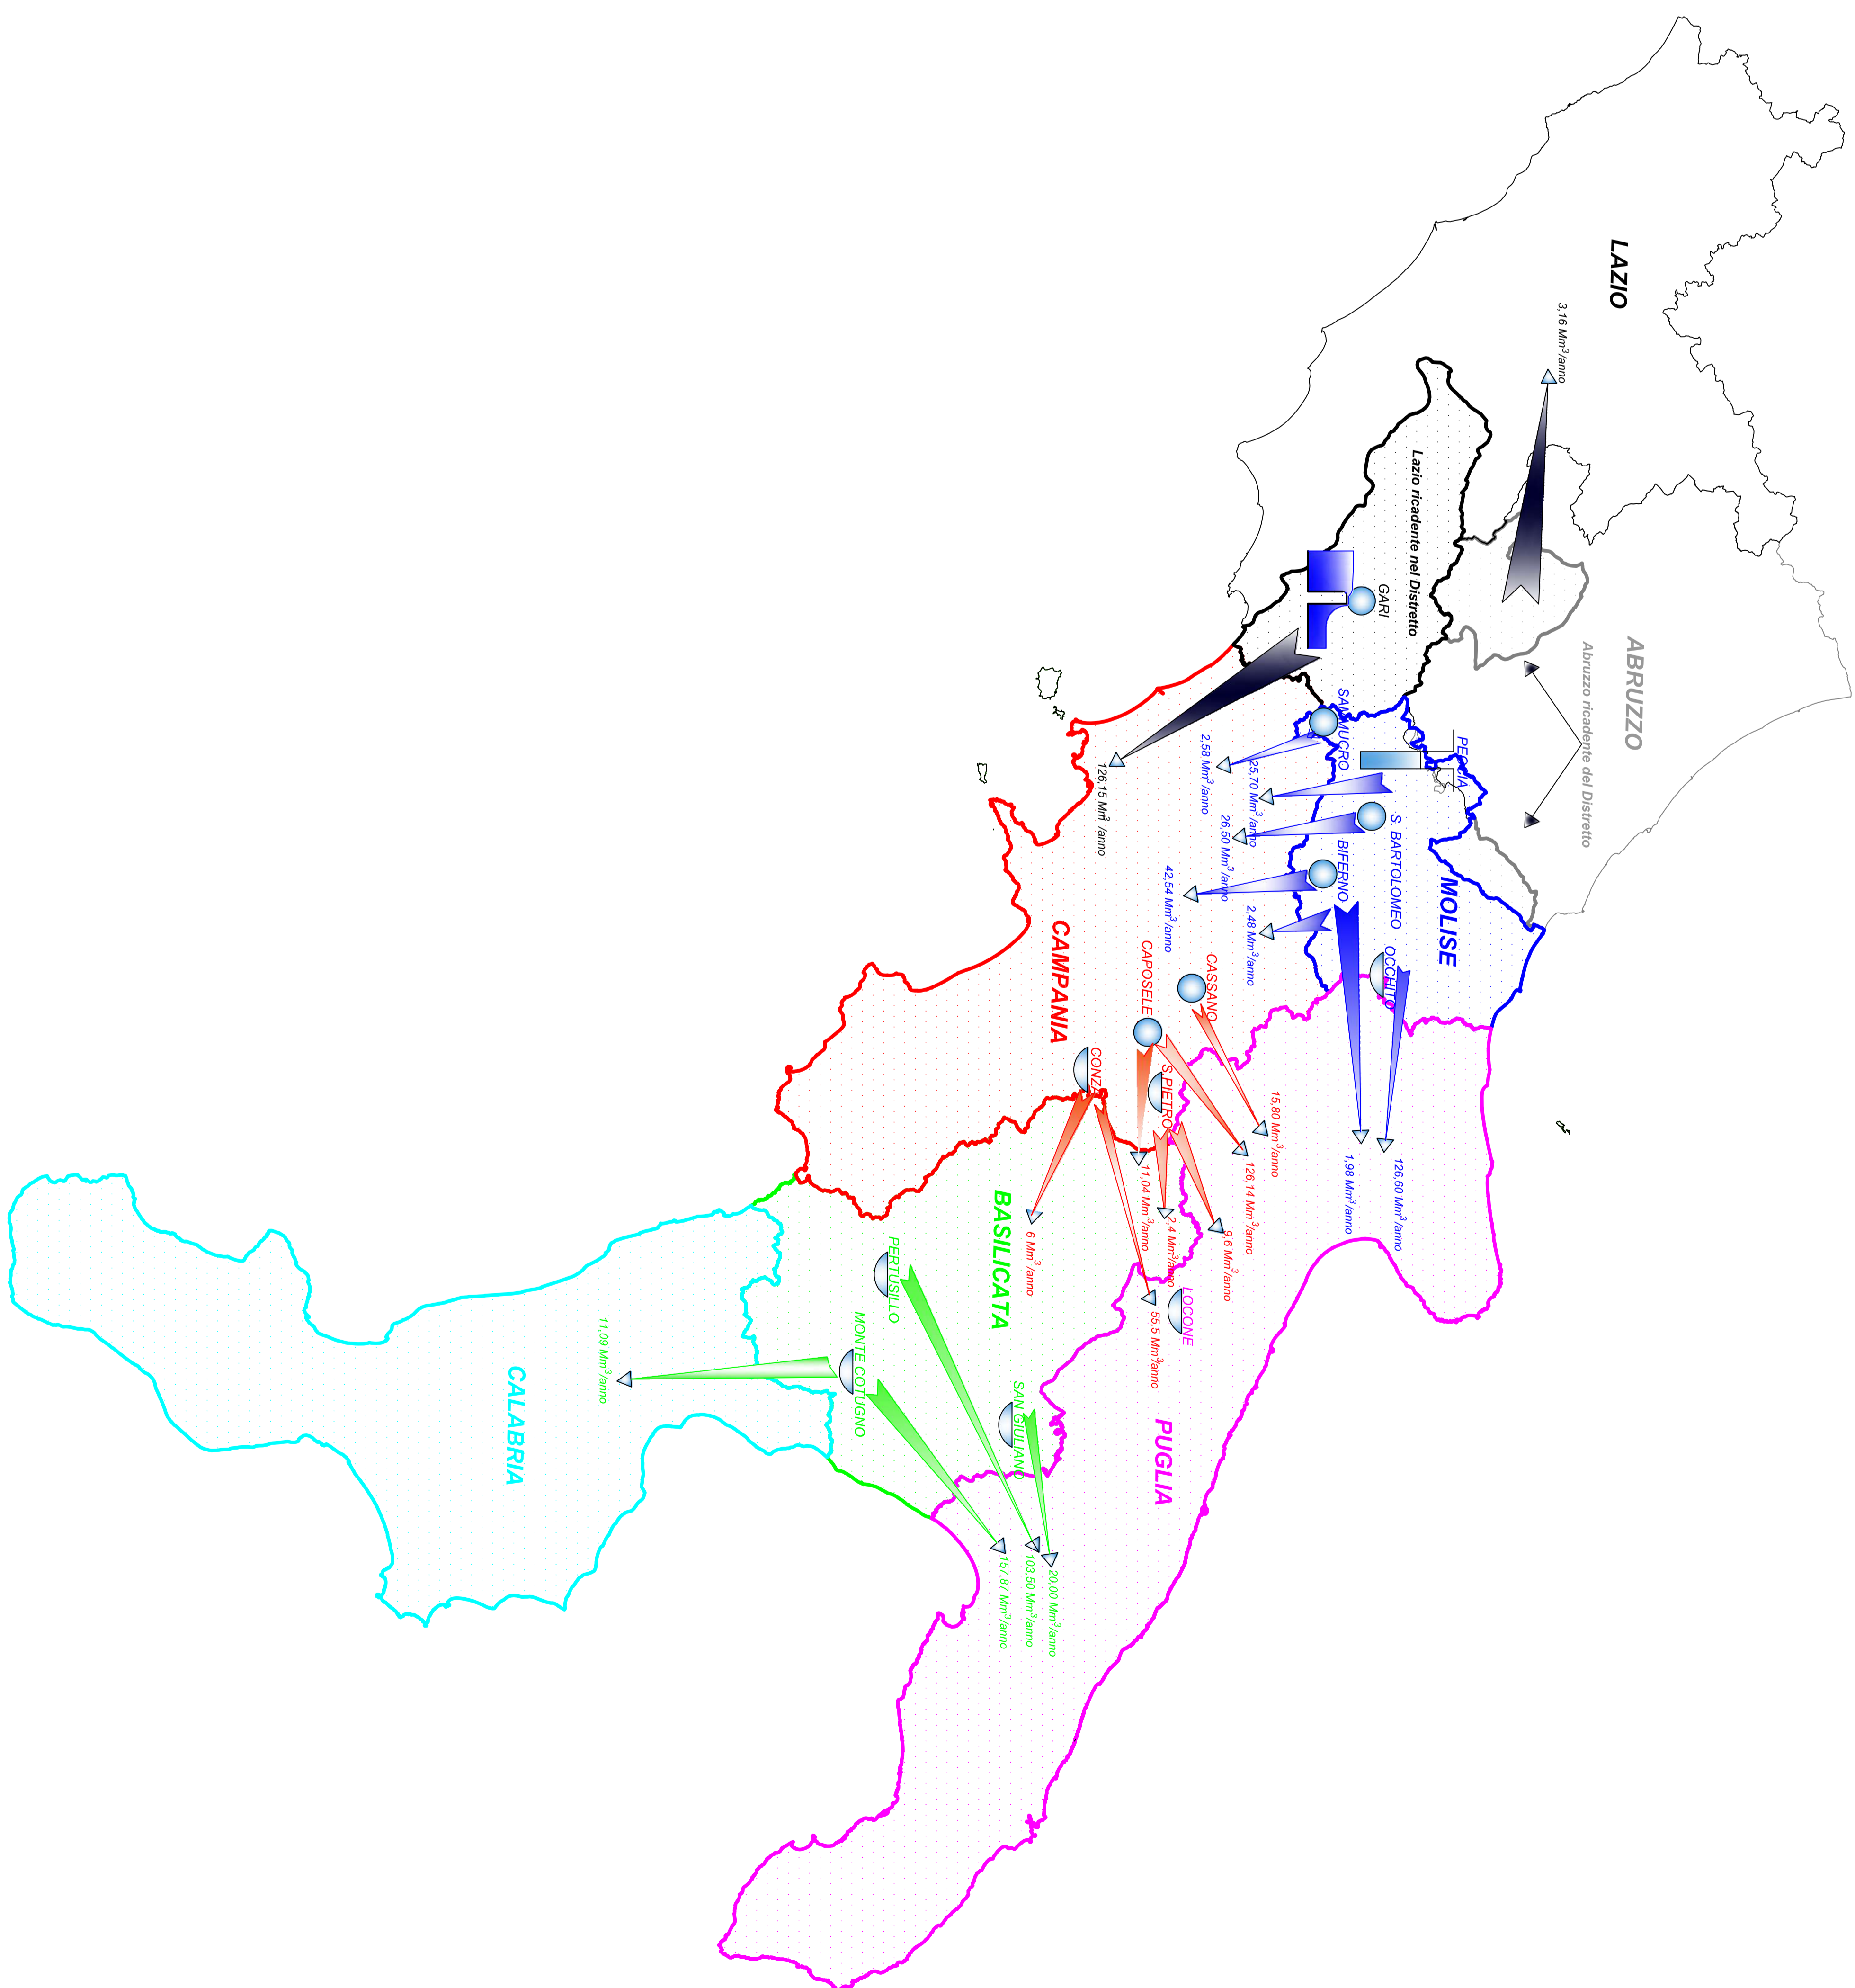 LAZIO
3,16 Mm³/anno
Lazio ricadente nel Distretto
GARI
126,15 Mm³/anno
ABRUZZO
Abruzzo ricadente del Distretto
SAMMUCRO
PECCIA
S. BARTOLOMEO
BIFERNO
MOLISE
OCCHITO
2,58 Mm³/anno
25,70 Mm³/anno
26,50 Mm³/anno
42,54 Mm³/anno
2,48 Mm³/anno
1,98 Mm³/anno
126,60 Mm³/anno
CAMPANIA
CAPOSELE
CASSANO
CONZA
S.PIETRO
15,80 Mm³/anno
126,14 Mm³/anno
9,6 Mm³/anno
2,4 Mm³/anno
11,04 Mm³/anno
6 Mm³/anno
55,5 Mm³/anno
LOCONE
PUGLIA
BASILICATA
PERTUSILLO
MONTE COTUGNO
SAN GIULIANO
20,00 Mm³/anno
103,50 Mm³/anno
157,87 Mm³/anno
11,09 Mm³/anno
CALABRIA